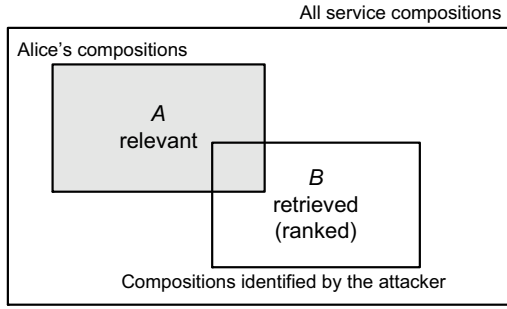 All service compositions
Alice's compositions
A
relevant
B
retrieved
(ranked)
Compositions identified by the attacker